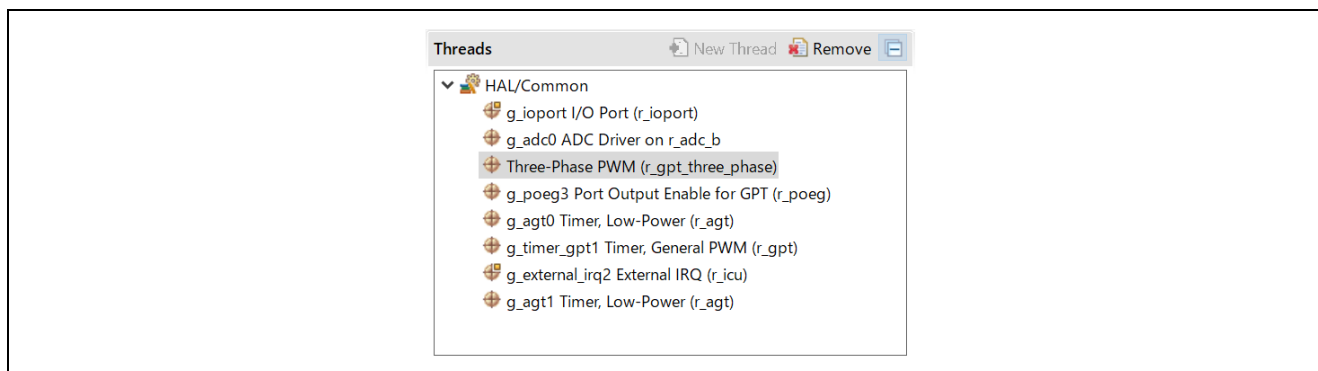 Threads New Thread Remove
HAL/Common
g_ioport I/O Port (r_ioport)
g_adc0 ADC Driver on r_adc_b
Three-Phase PWM (r_gpt_three_phase)
g_poeg3 Port Output Enable for GPT (r_poeg)
g_agt0 Timer, Low-Power (r_agt)
g_timer_gpt1 Timer, General PWM (r_gpt)
g_external_irq2 External IRQ (r_icu)
g_agt1 Timer, Low-Power (r_agt)